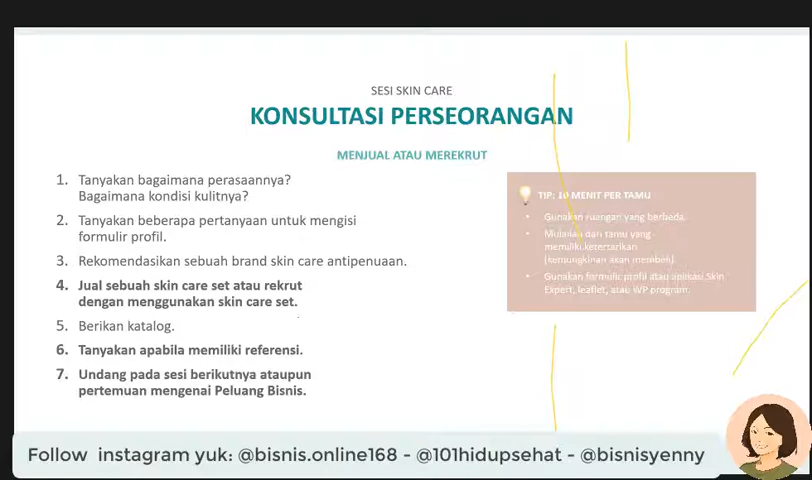 SESI SKIN CARE
KONSULTASI PERSEORANGAN
MENJUAL ATAU MEREKRUT
1. Tanyakan bagaimana perasaannya?
Bagaimana kondisi kulitnya?
2. Tanyakan beberapa pertanyaan untuk mengisi
formulir profil.
3. Rekomendasikan sebuah brand skin care antipenuaan.
4. Jual sebuah skin care set atau rekrut
dengan menggunakan skin care set.
5. Berikan katalog.
6. Tanyakan apabila memiliki referensi.
7. Undang pada sesi berikutnya ataupun
pertemuan mengenai Peluang Bisnis.
TIP: 10 MENIT PER TAMU
• Gunakan ruangan yang berbeda.
• Mulailah dari tamu yang
memiliki ketertarikan
(kemungkinan akan membeli)
• Gunakan formulir profil atau aplikasi Skin
Expert, leaflet, atau WP program.
Follow instagram yuk: @bisnis.online168 - @101hidupsehat - @bisnisyenny